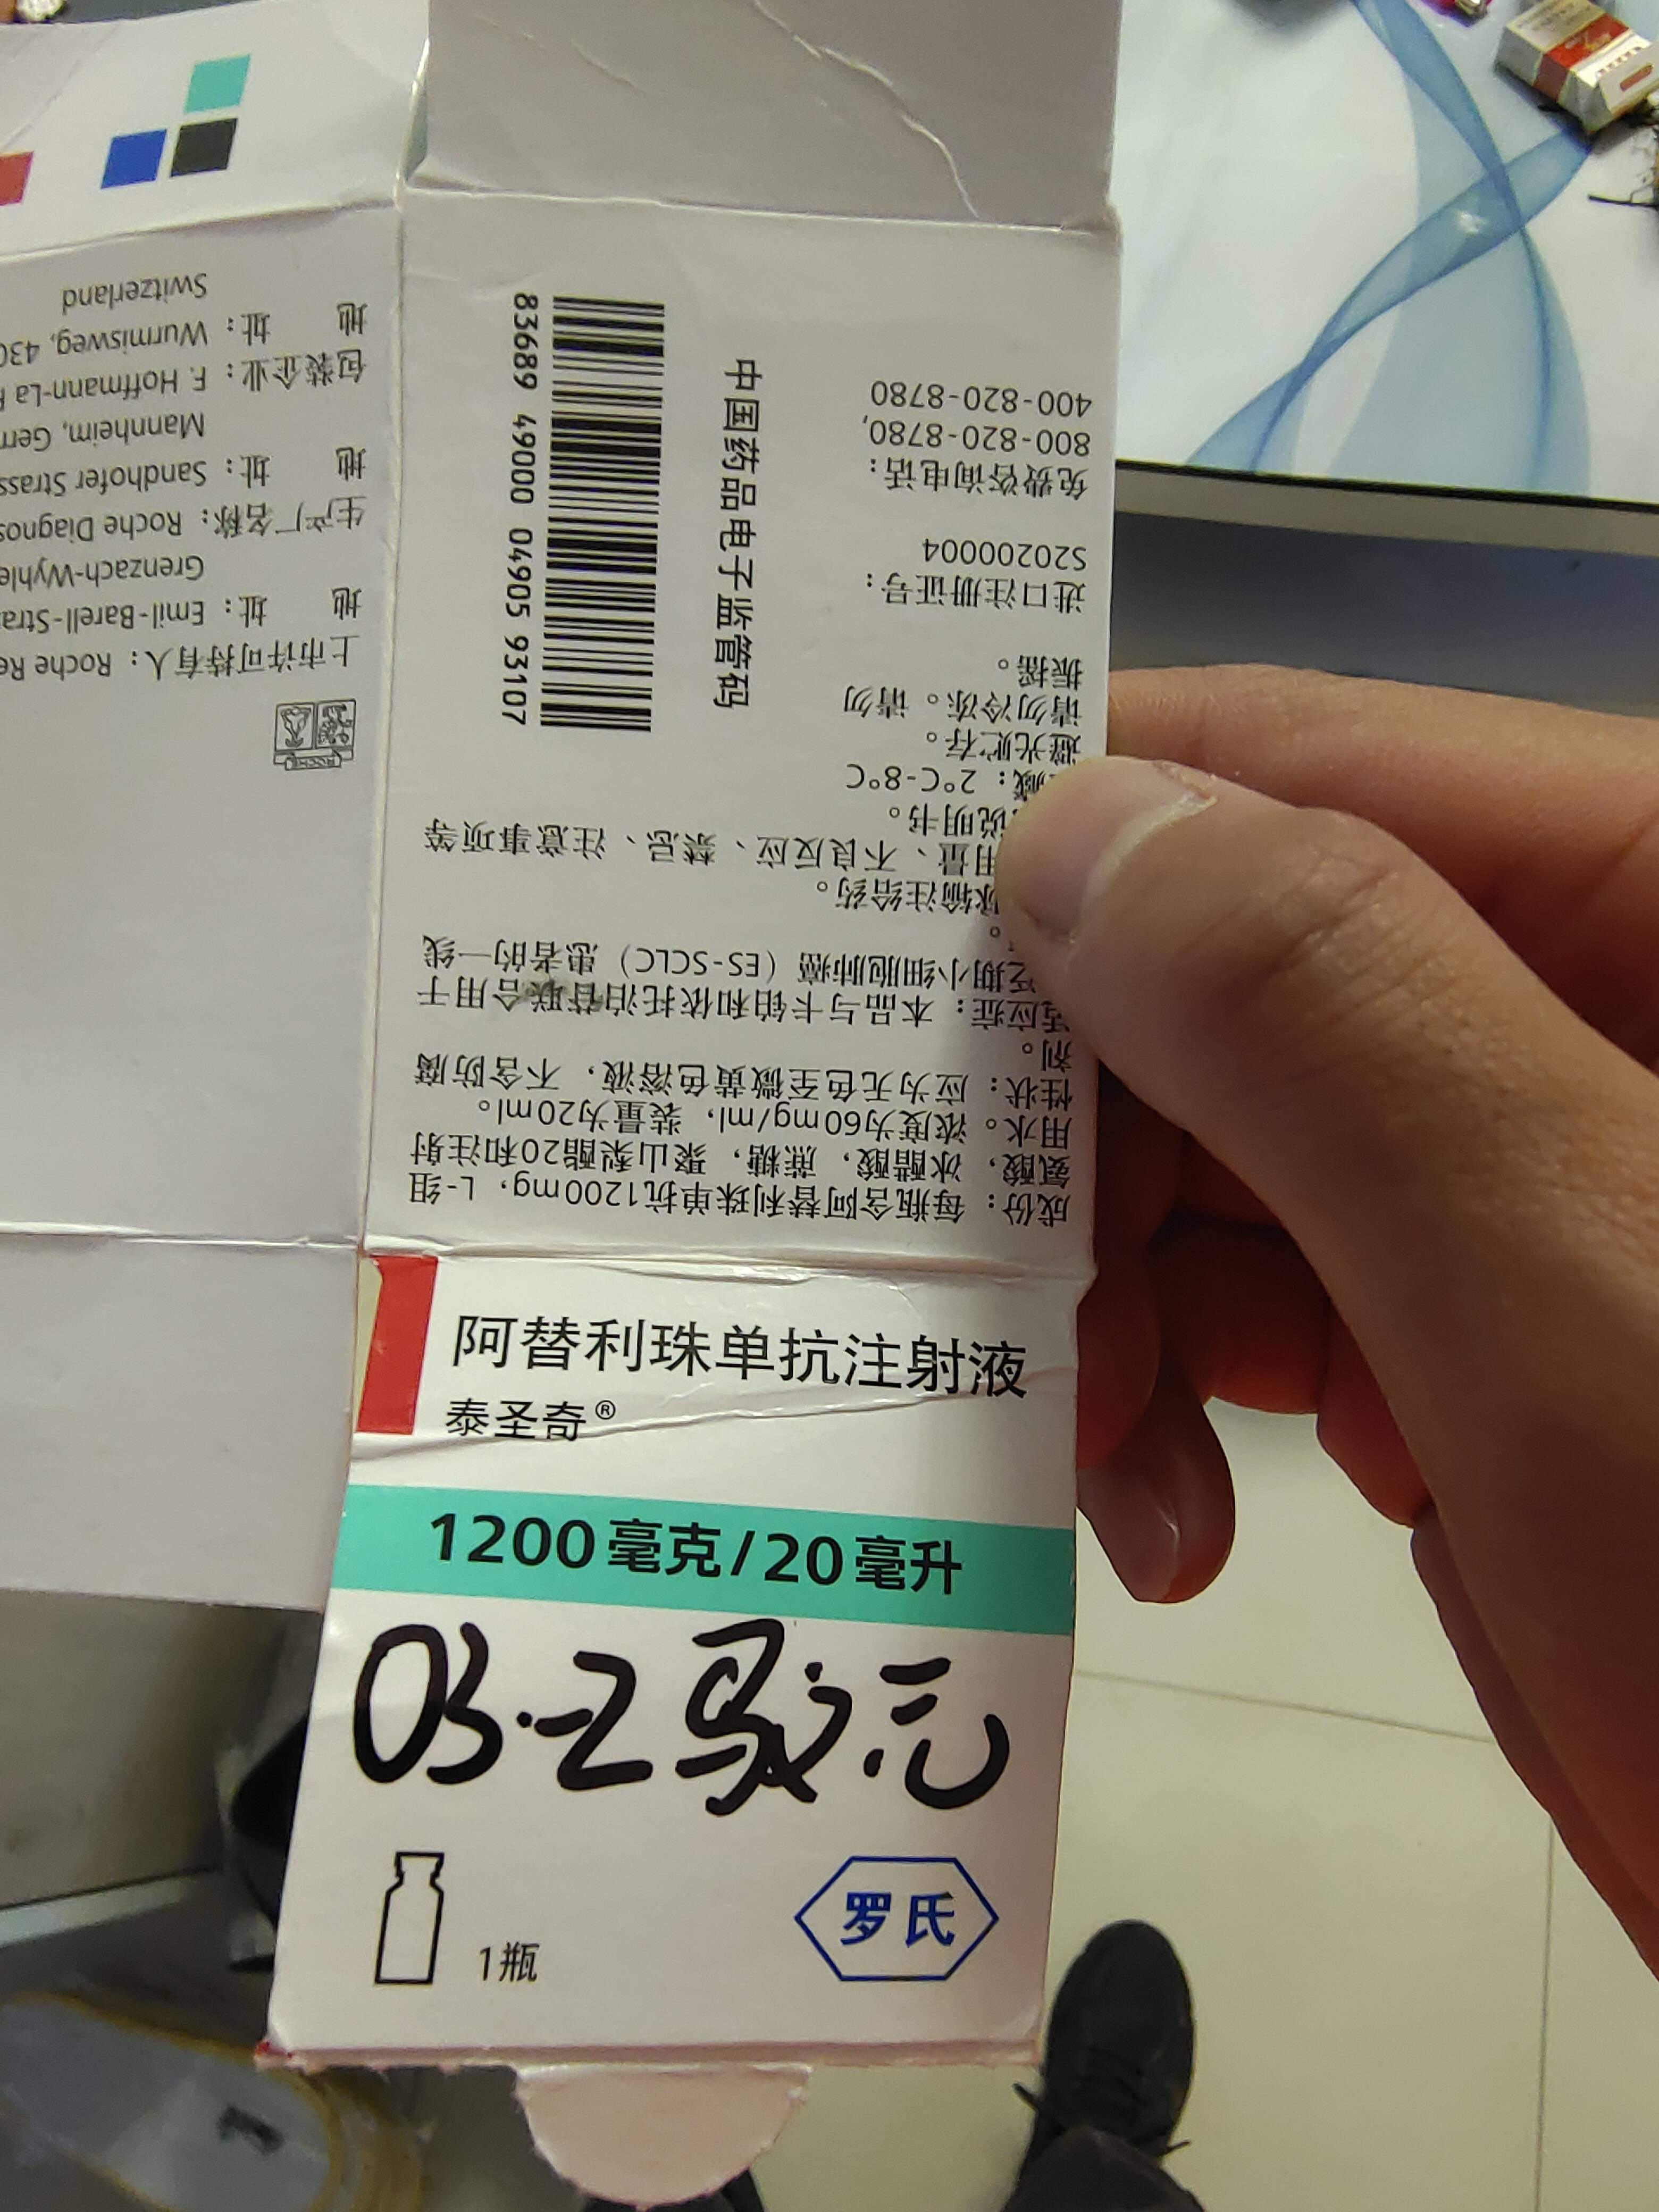 阿替利珠单抗注射液
泰圣奇®
1200毫克/20毫升
03.-2
1瓶
罗氏
成份：每瓶含阿替利珠单抗1200mg，L-组
氨酸，冰醋酸，蔗糖，聚山梨酯20和注射
用水。浓度为60mg/ml，装量为20ml。
性状：应为无色至微黄色溶液，不含防腐
剂。
适应症：本品与卡铂和依托泊苷联合用于
泛期小细胞肺癌（ES-SCLC）患者的一线
。
脉输注给药。
用量、不良反应、禁忌、注意事项等
说明书。
藏：2°C-8°C
避光贮存。
请勿冷冻。请勿
振摇。
进口注册证号：
S20200004
免费咨询电话：
800-820-8780,
400-820-8780
中国药品电子监管码
83689 49000 04905 93107
ROCHE
上市许可持有人：Roche Re
地 址：Emil-Barell-Stra
Grenzach-Wyhle
生产厂名称：Roche Diagnos
地 址：Sandhofer Strass
Mannheim, Germ
包装企业：F. Hoffmann-La R
地 址：Wurmisweg, 430
Switzerland